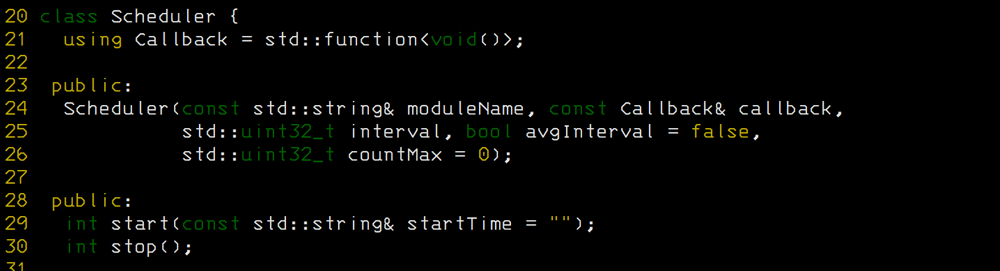 20 class Scheduler {
21   using Callback = std::function<void()>;
22
23  public:
24   Scheduler(const std::string& moduleName, const Callback& callback,
25             std::uint32_t interval, bool avgInterval = false,
26             std::uint32_t countMax = 0);
27
28  public:
29   int start(const std::string& startTime = "");
30   int stop();
31